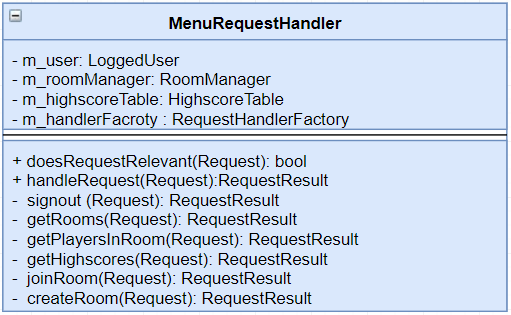 MenuRequestHandler
- m_user: LoggedUser
- m_roomManager: RoomManager
- m_highscoreTable: HighscoreTable
- m_handlerFacroty : RequestHandlerFactory
+ doesRequestRelevant(Request): bool
+ handleRequest(Request):RequestResult
- signout (Request): RequestResult
- getRooms(Request): RequestResult
- getPlayersInRoom(Request): RequestResult
- getHighscores(Request): RequestResult
- joinRoom(Request): RequestResult
- createRoom(Request): RequestResult